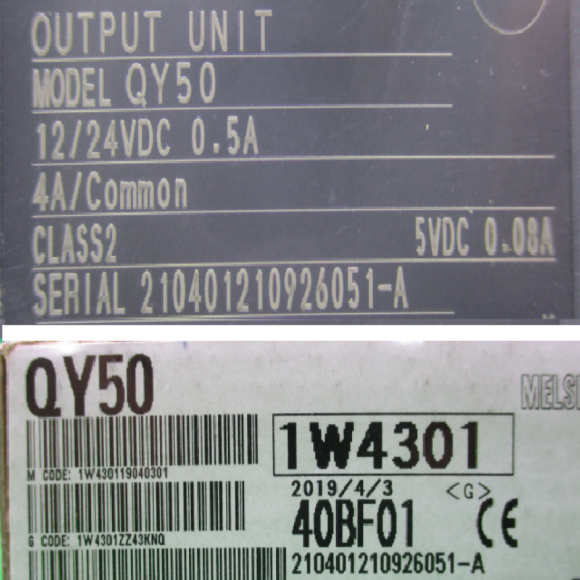 OUTPUT UNIT
MODEL QY50
12/24VDC 0.5A
4A/Common
CLASS2 5VDC 0.08A
SERIAL 210401210926051-A
QY50
1W4301
M CODE: 1W430119040301
2019/4/3 <G>
40BF01 CE
G CODE: 1W4301ZZ43KNQ
210401210926051-A